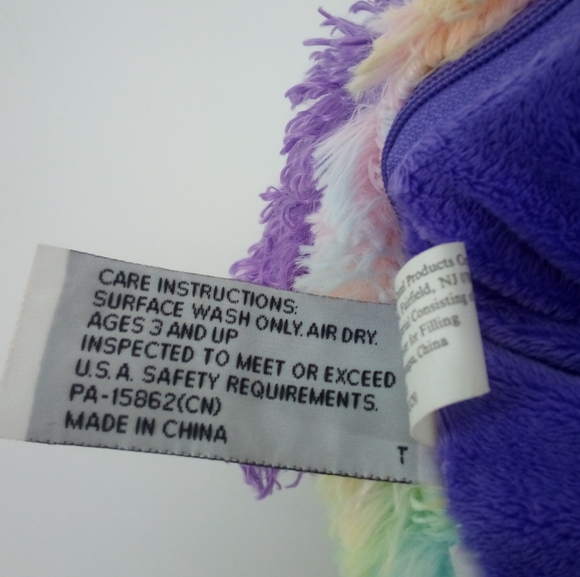 CARE INSTRUCTIONS:
SURFACE WASH ONLY. AIR DRY.
AGES 3 AND UP
INSPECTED TO MEET OR EXCEED
U.S.A. SAFETY REQUIREMENTS.
PA-15862(CN)
MADE IN CHINA
T
Products
Fairfield, NJ
Consisting
for Filling
China